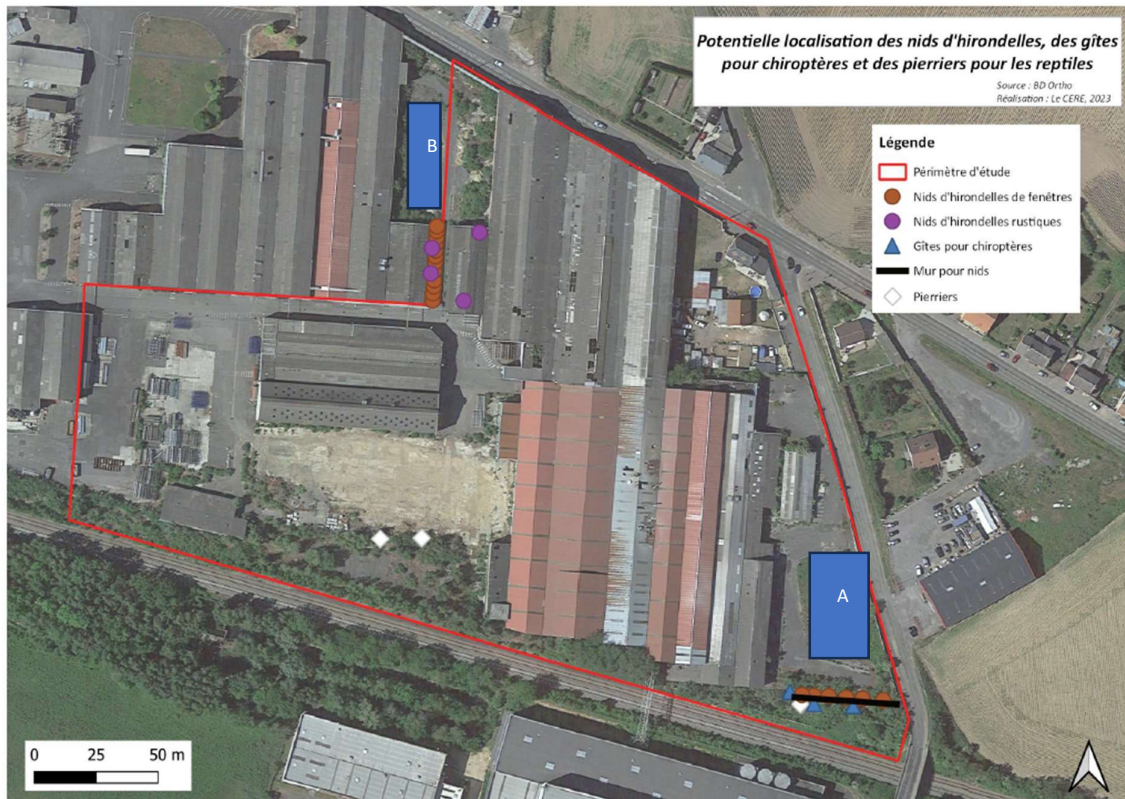 Potentielle localisation des nids d'hirondelles, des gîtes
pour chiroptères et des pierriers pour les reptiles
Source : BD Ortho
Réalisation : Le CERE, 2023
Légende
Périmètre d'étude
Nids d'hirondelles de fenêtres
Nids d'hirondelles rustiques
Gîtes pour chiroptères
Mur pour nids
Pierriers
B
A
0 25 50 m